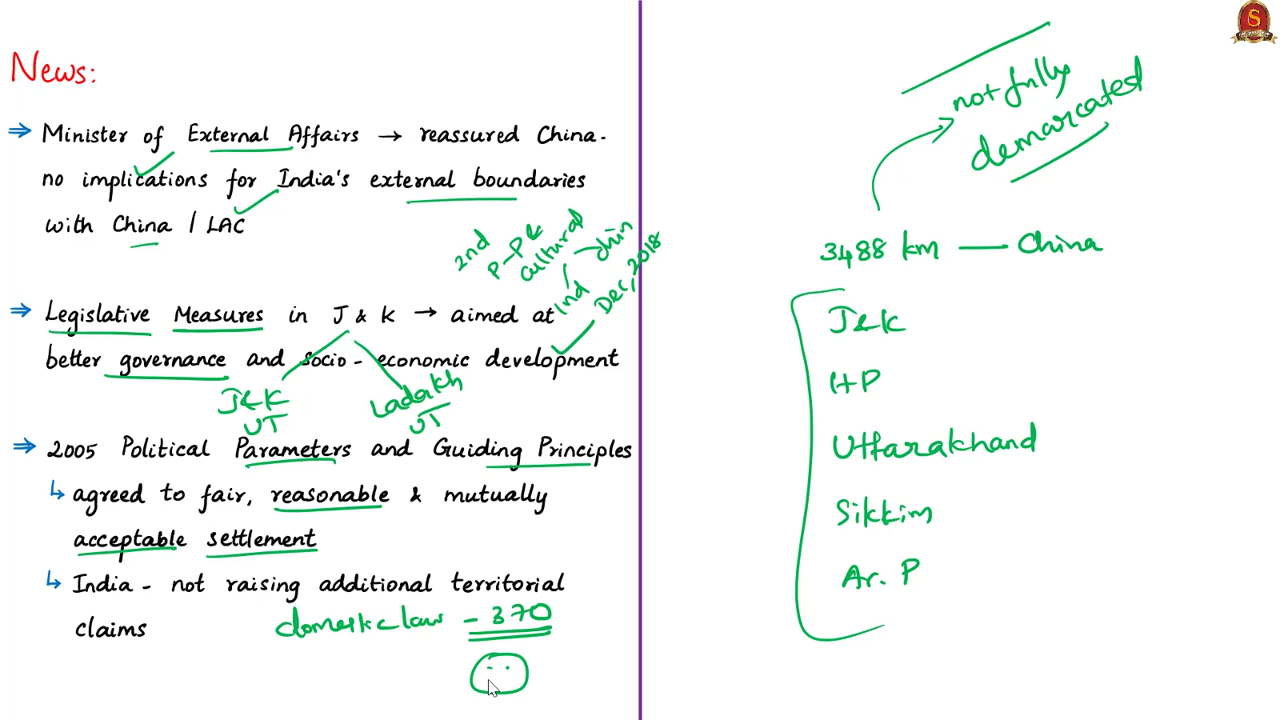 News:
⇒ Minister of External Affairs → reassured China-
no implications for India's external boundaries
with China / LAC
2nd
P-P &
cultural
Ind
chin
Dec, 2018
⇒ Legislative Measures in J & K → aimed at
better governance and socio-economic development
J&K
UT
Ladakh
UT
⇒ 2005 Political Parameters and Guiding Principles
↳ agreed to fair, reasonable & mutually
acceptable settlement
↳ India - not raising additional territorial
claims
domestic law - 370
not fully
demarcated
3488 km — China
J&K
HP
Uttarakhand
Sikkim
Ar. P
S